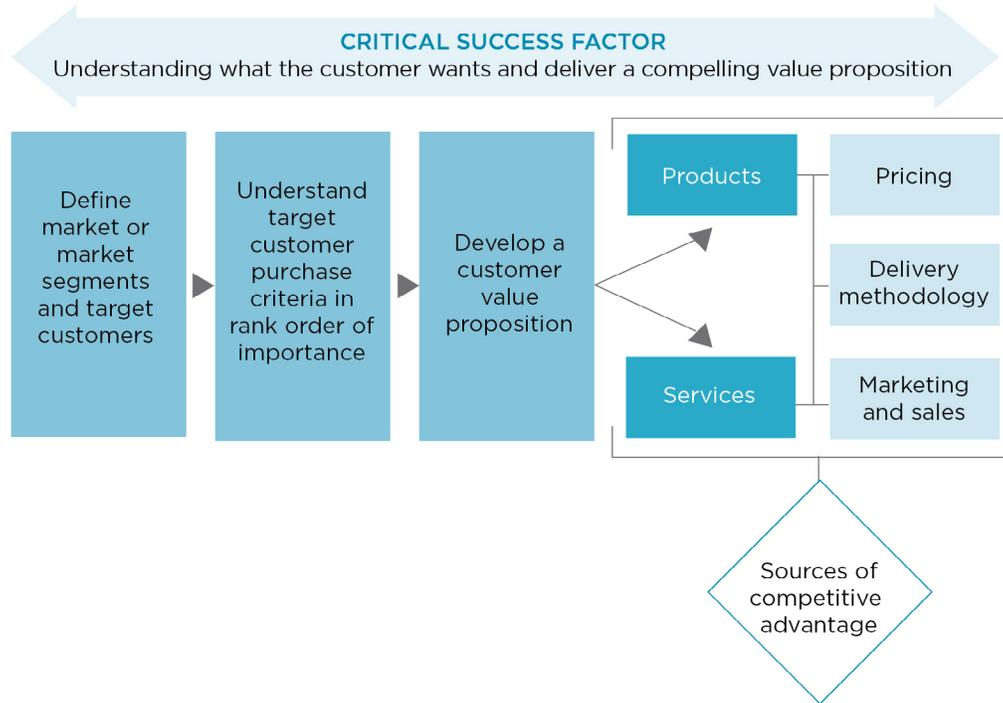 CRITICAL SUCCESS FACTOR
Understanding what the customer wants and deliver a compelling value proposition
Define
market or
market
segments
and target
customers
Understand
target
customer
purchase
criteria in
rank order of
importance
Develop a
customer
value
proposition
Products
Services
Pricing
Delivery
methodology
Marketing
and sales
Sources of
competitive
advantage